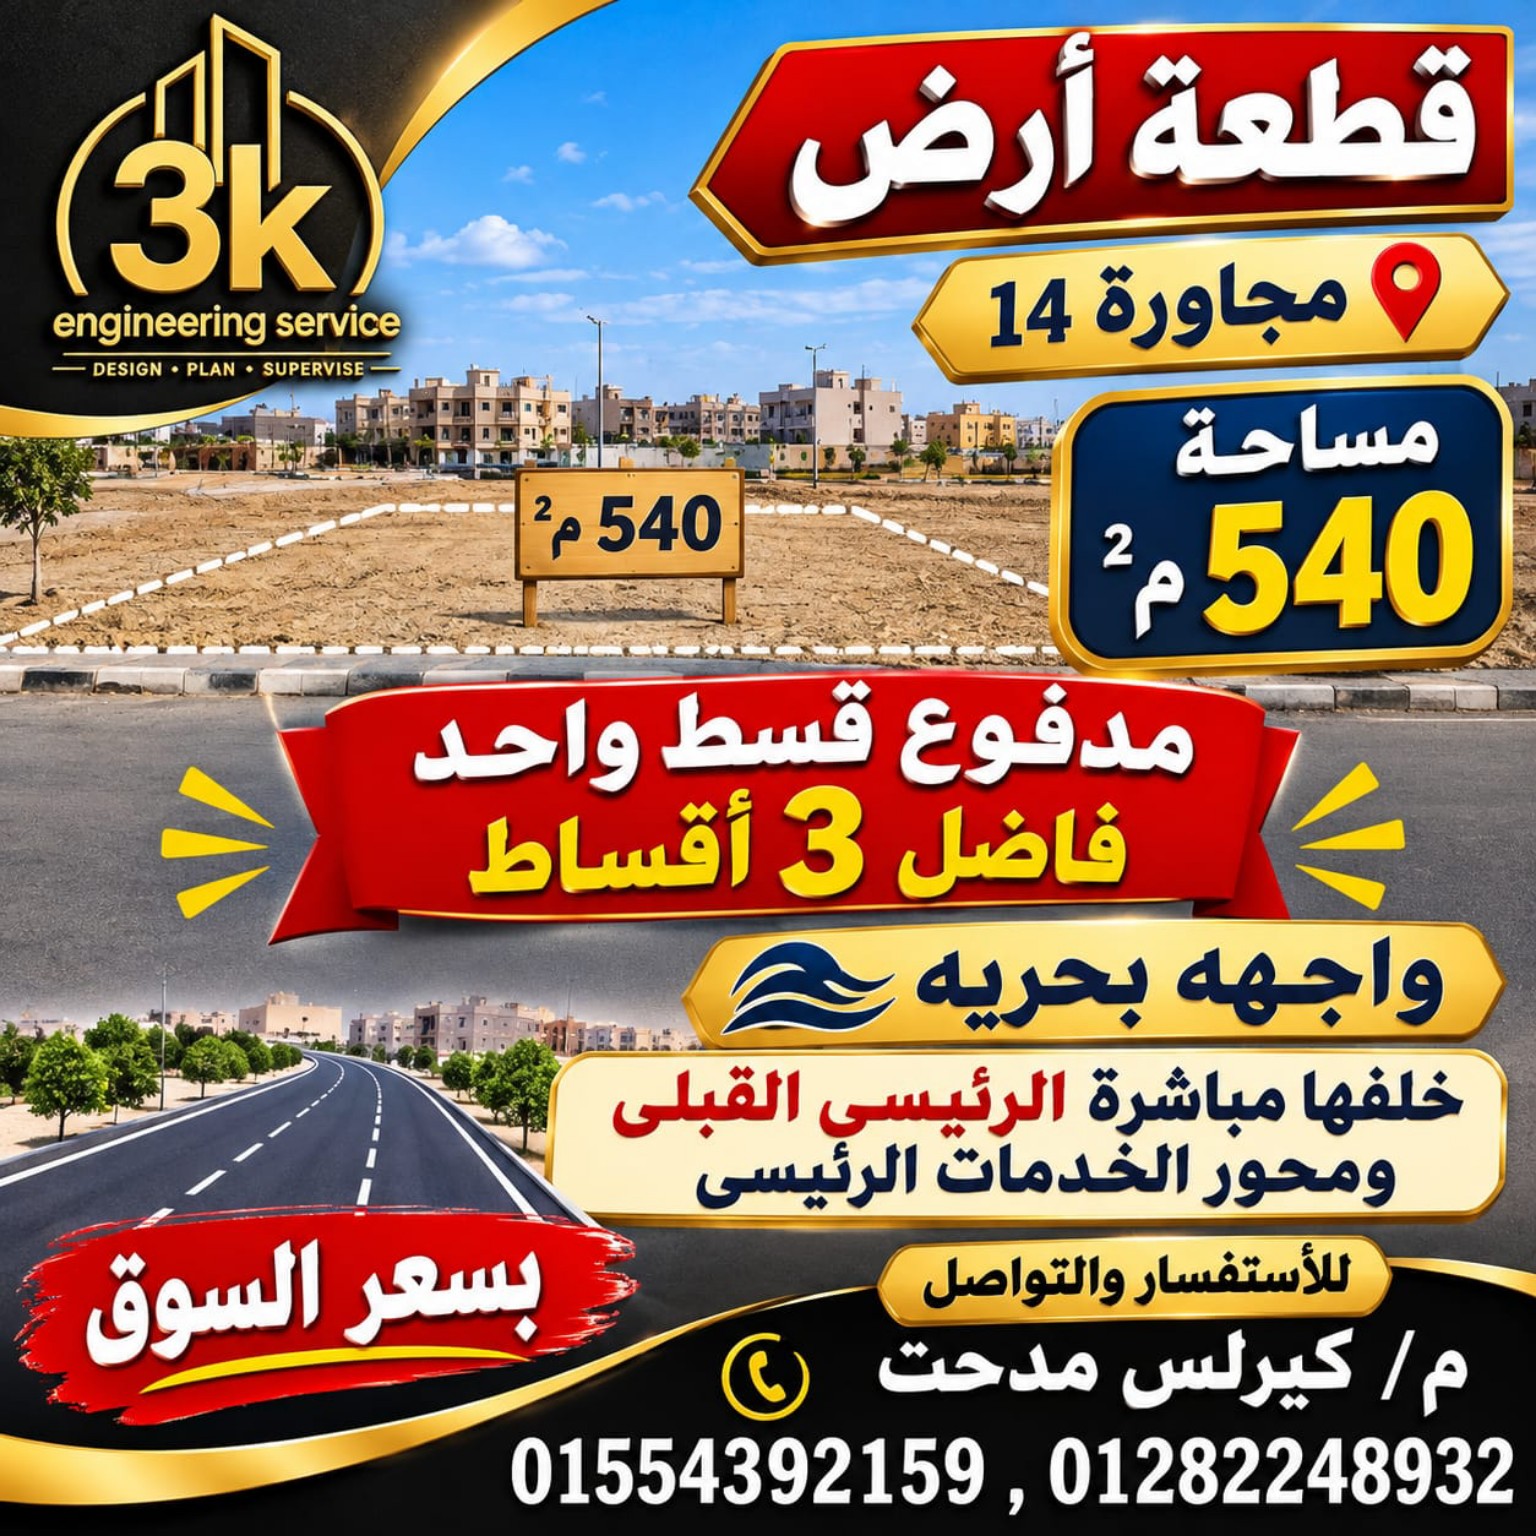 3k
engineering service
DESIGN • PLAN • SUPERVISE
قطعة أرض
مجاورة 14
مساحة
540 م²
540 م²
مدفوع قسط واحد
فاضل 3 أقساط
واجهه بحريه
خلفها مباشرة الرئيسى القبلى
ومحور الخدمات الرئيسى
بسعر السوق
للأستفسار والتواصل
م/ كيرلس مدحت
01554392159 , 01282248932